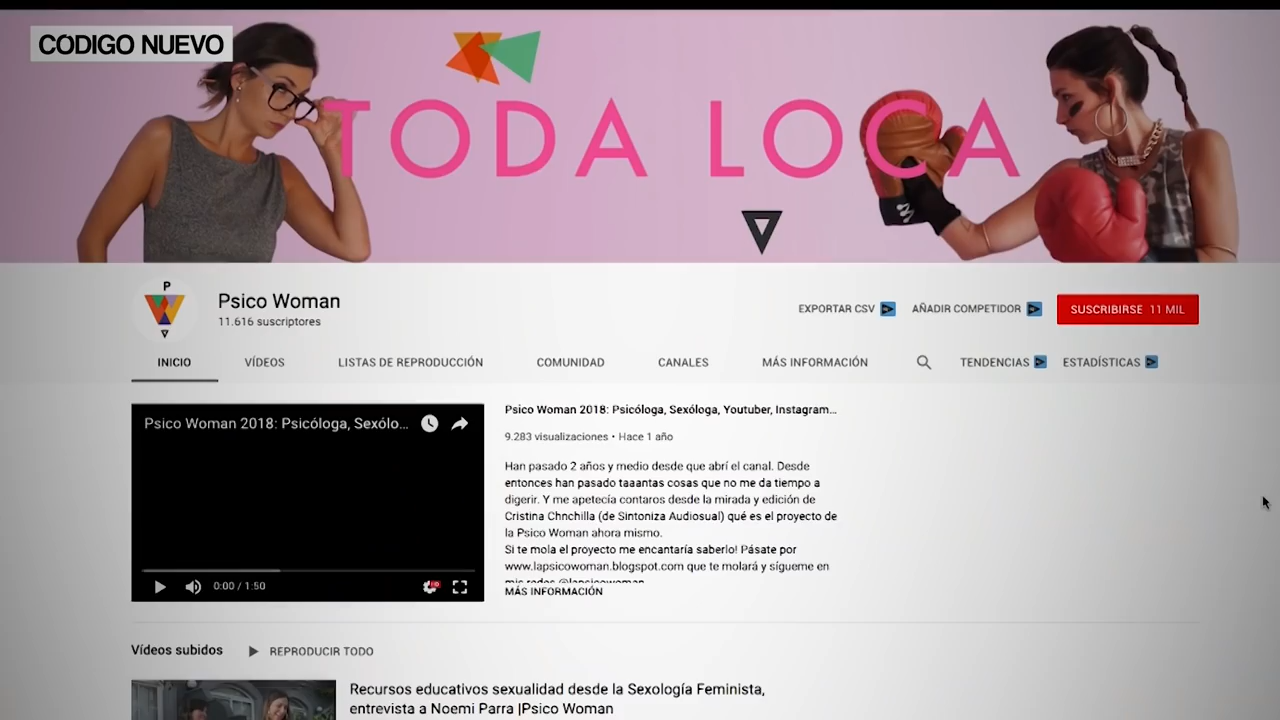 CÓDIGO NUEVO
TODA LOCA
P
Psico Woman
11.616 suscriptores
EXPORTAR CSV
AÑADIR COMPETIDOR
SUSCRIBIRSE 11 MIL
INICIO
VÍDEOS
LISTAS DE REPRODUCCIÓN
COMUNIDAD
CANALES
MÁS INFORMACIÓN
TENDENCIAS
ESTADÍSTICAS
Psico Woman 2018: Psicóloga, Sexólo...
0:00 / 1:50
HD
Psico Woman 2018: Psicóloga, Sexóloga, Youtuber, Instagram...
9.283 visualizaciones • Hace 1 año
Han pasado 2 años y medio desde que abrí el canal. Desde
entonces han pasado taaantas cosas que no me da tiempo a
digerir. Y me apetecía contaros desde la mirada y edición de
Cristina Chnchilla (de Sintoniza Audiosual) qué es el proyecto de
la Psico Woman ahora mismo.
Si te mola el proyecto me encantaría saberlo! Pásate por
www.lapsicowoman.blogspot.com que te molará y sígueme en
mis redes @lapsicowoman
MÁS INFORMACIÓN
Vídeos subidos
REPRODUCIR TODO
Recursos educativos sexualidad desde la Sexología Feminista,
entrevista a Noemi Parra |Psico Woman